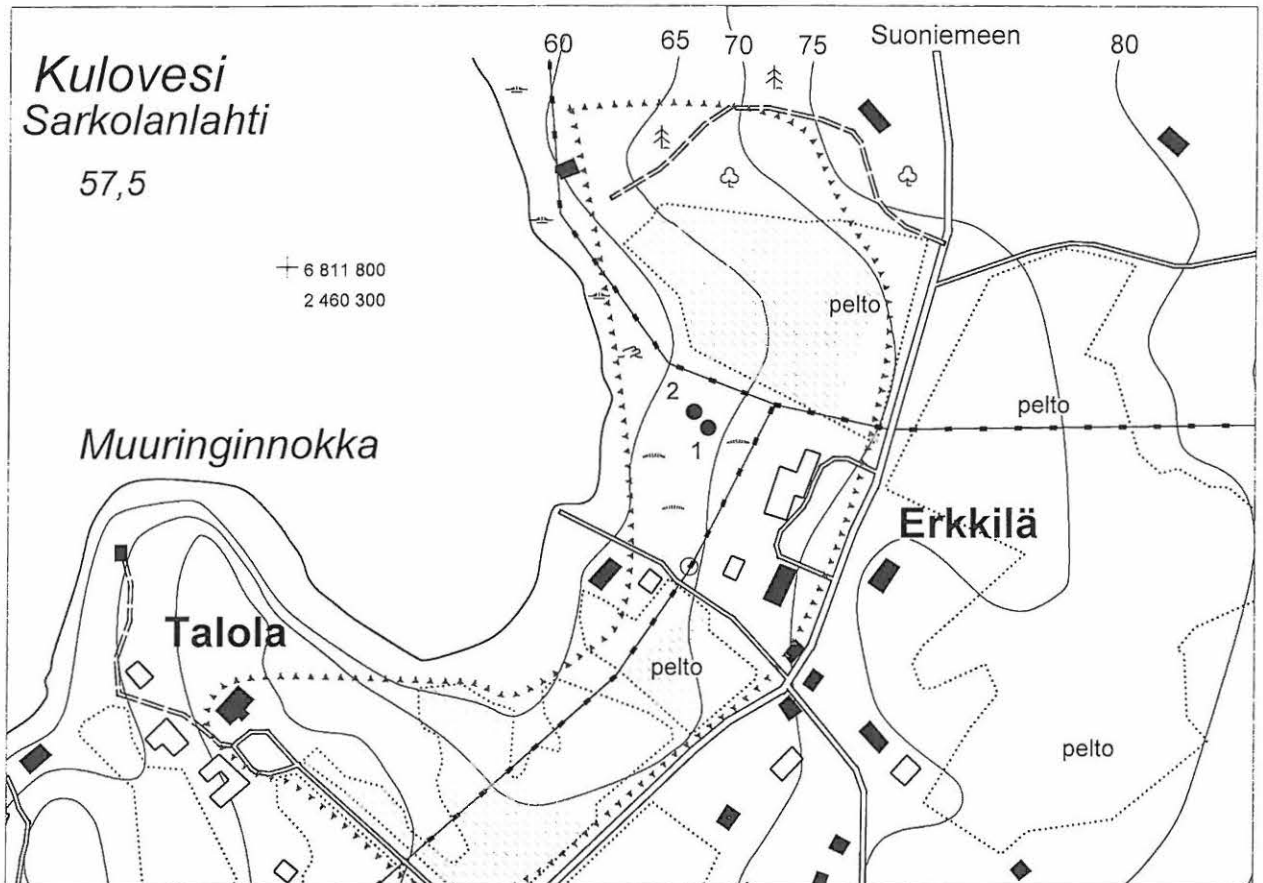 60 65 70 75 Suoniemeen 80
Kulovesi
Sarkolanlahti
57,5
6 811 800
2 460 300
pelto
2
pelto
1
Muuringinnokka
Erkkilä
Talola
pelto
pelto